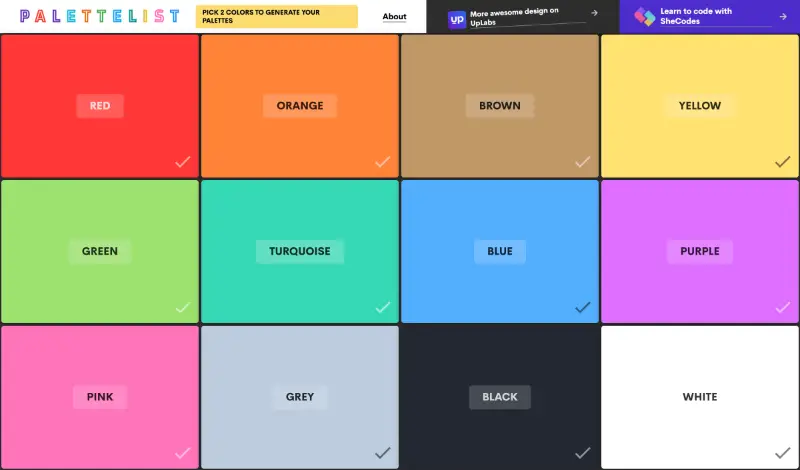 PALETTELIST
PICK 2 COLORS TO GENERATE YOUR
PALETTES
About
up
More awesome design on
UpLabs
Learn to code with
SheCodes
RED
ORANGE
BROWN
YELLOW
GREEN
TURQUOISE
BLUE
PURPLE
PINK
GREY
BLACK
WHITE